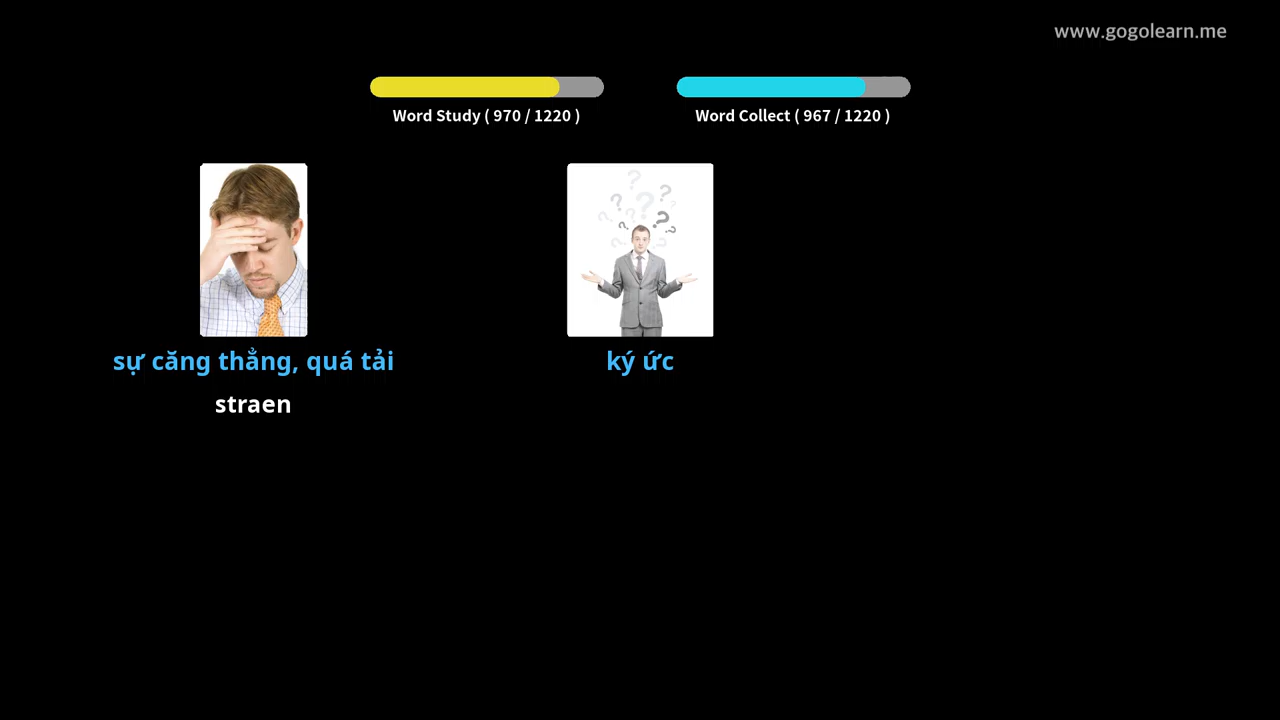 www.gogolearn.me
Word Study ( 970 / 1220 )
Word Collect ( 967 / 1220 )
sự căng thẳng, quá tải
straen
ký ức